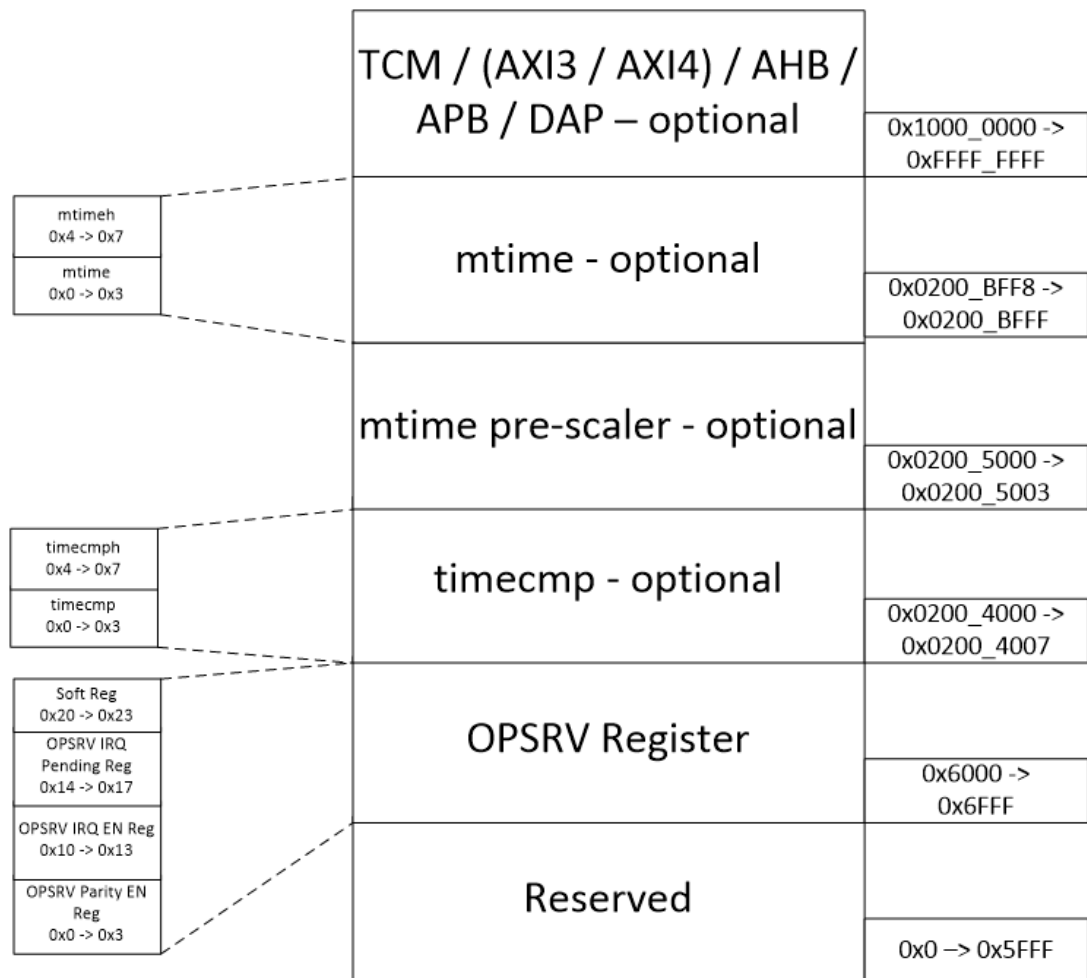 TCM / (AXI3 / AXI4) / AHB /
APB / DAP – optional
0x1000_0000 ->
0xFFFF_FFFF
mtimeh
0x4 -> 0x7
mtime
0x0 -> 0x3
mtime - optional
0x0200_BFF8 ->
0x0200_BFFF
mtime pre-scaler - optional
0x0200_5000 ->
0x0200_5003
timecmph
0x4 -> 0x7
timecmp
0x0 -> 0x3
timecmp - optional
0x0200_4000 ->
0x0200_4007
Soft Reg
0x20 -> 0x23
OPSRV IRQ
Pending Reg
0x14 -> 0x17
OPSRV IRQ EN Reg
0x10 -> 0x13
OPSRV Parity EN
Reg
0x0 -> 0x3
OPSRV Register
0x6000 ->
0x6FFF
Reserved
0x0 –> 0x5FFF